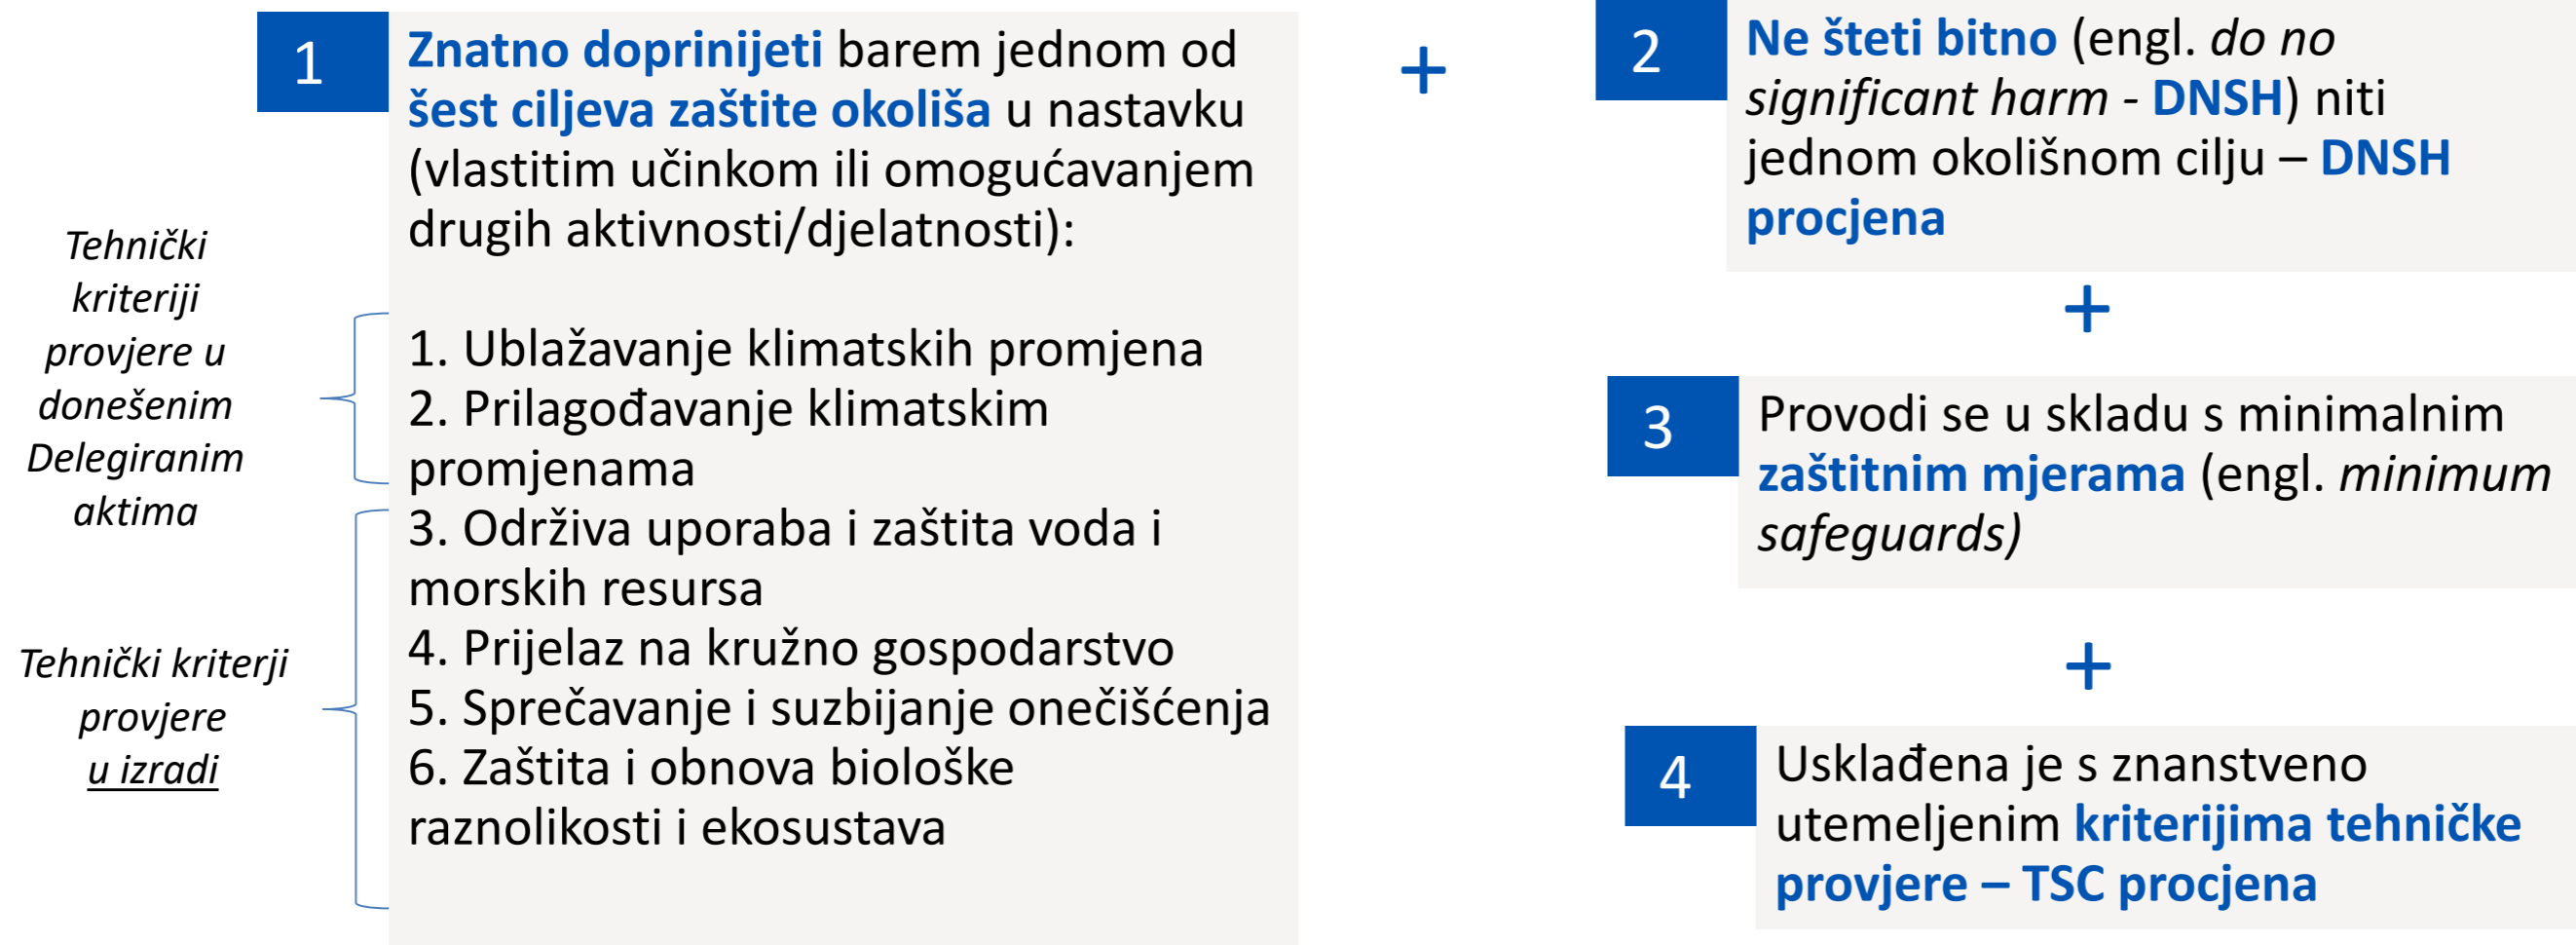 1
Znatno doprinijeti barem jednom od
šest ciljeva zaštite okoliša u nastavku
(vlastitim učinkom ili omogućavanjem
drugih aktivnosti/djelatnosti):
Tehnički
kriteriji
provjere u
donešenim
Delegiranim
aktima
1. Ublažavanje klimatskih promjena
2. Prilagođavanje klimatskim
promjenama
Tehnički kriterji
provjere
u izradi
3. Održiva uporaba i zaštita voda i
morskih resursa
4. Prijelaz na kružno gospodarstvo
5. Sprečavanje i suzbijanje onečišćenja
6. Zaštita i obnova biološke
raznolikosti i ekosustava
+
2
Ne šteti bitno (engl. do no
significant harm - DNSH) niti
jednom okolišnom cilju – DNSH
procjena
+
3
Provodi se u skladu s minimalnim
zaštitnim mjerama (engl. minimum
safeguards)
+
4
Usklađena je s znanstveno
utemeljenim kriterijima tehničke
provjere – TSC procjena